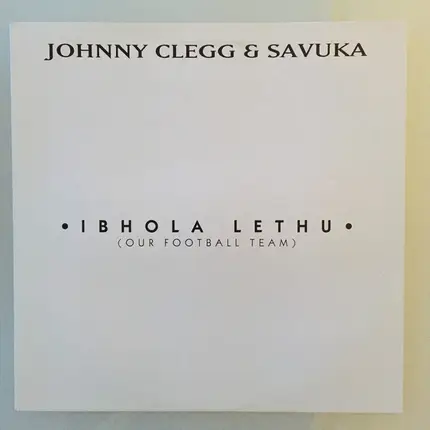 JOHNNY CLEGG & SAVUKA
• IBHOLA LETHU •
(OUR FOOTBALL TEAM)